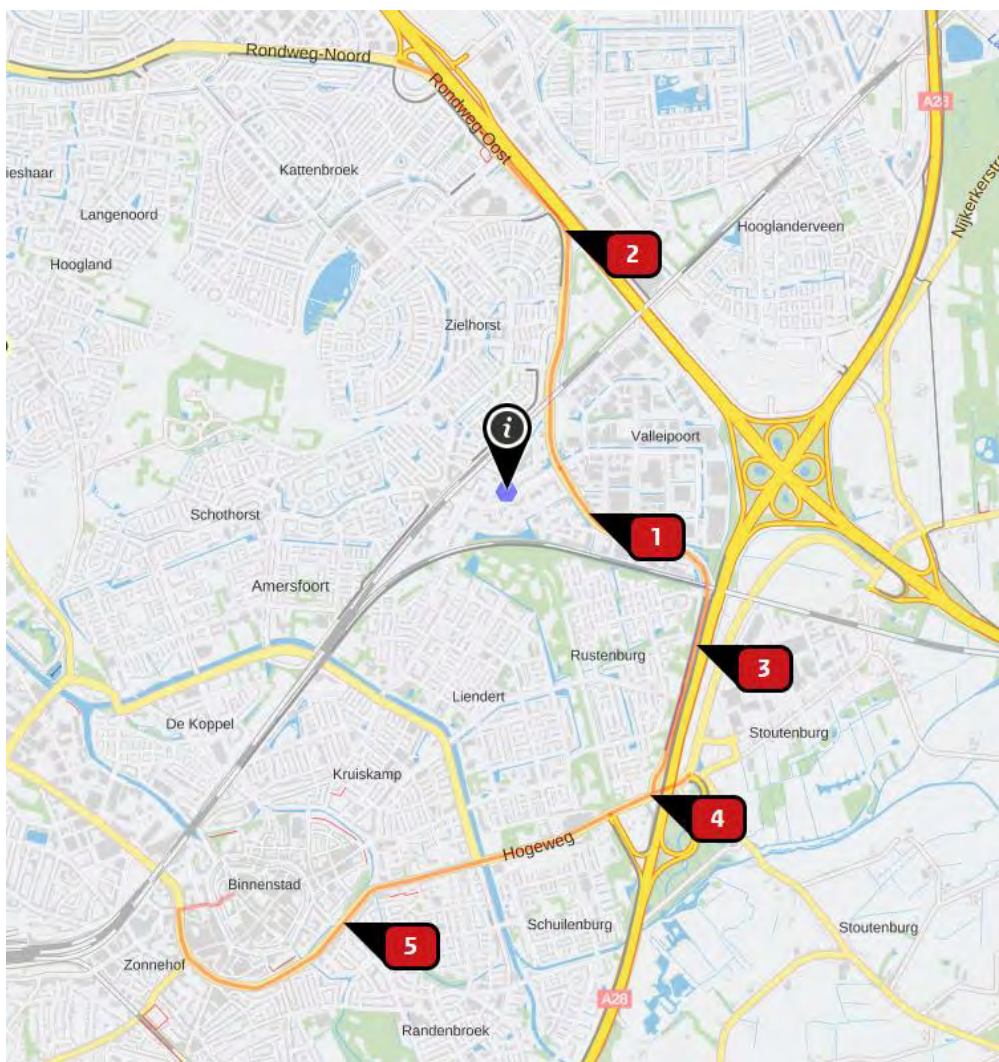 Rondweg-Noord
Rondweg-Oost
A28
Kattenbroek
ieshaar
Nijkerkerstr
Langenoord
Hooglanderveen
2
Hoogland
Zielhorst
i
Valleipoort
Schothorst
1
Amersfoort
Rustenburg
3
Liendert
De Koppel
Stoutenburg
Kruiskamp
4
Hogeweg
Binnenstad
Schuilenburg
Stoutenburg
5
Zonnehof
A28
Randenbroek